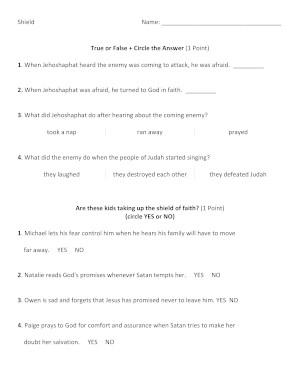 Shield Name: ______________________________
True or False + Circle the Answer (1 Point)
1. When Jehoshaphat heard the enemy was coming to attack, he was afraid. ________
2. When Jehoshaphat was afraid, he turned to God in faith. ________
3. What did Jehoshaphat do after hearing about the coming enemy?
took a nap ran away prayed
4. What did the enemy do when the people of Judah started singing?
they laughed they destroyed each other they defeated Judah
Are these kids taking up the shield of faith? (1 Point)
(circle YES or NO)
1. Michael lets his fear control him when he hears his family will have to move
far away. YES NO
2. Natalie reads God's promises whenever Satan tempts her. YES NO
3. Owen is sad and forgets that Jesus has promised never to leave him. YES NO
4. Paige prays to God for comfort and assurance when Satan tries to make her
doubt her salvation. YES NO